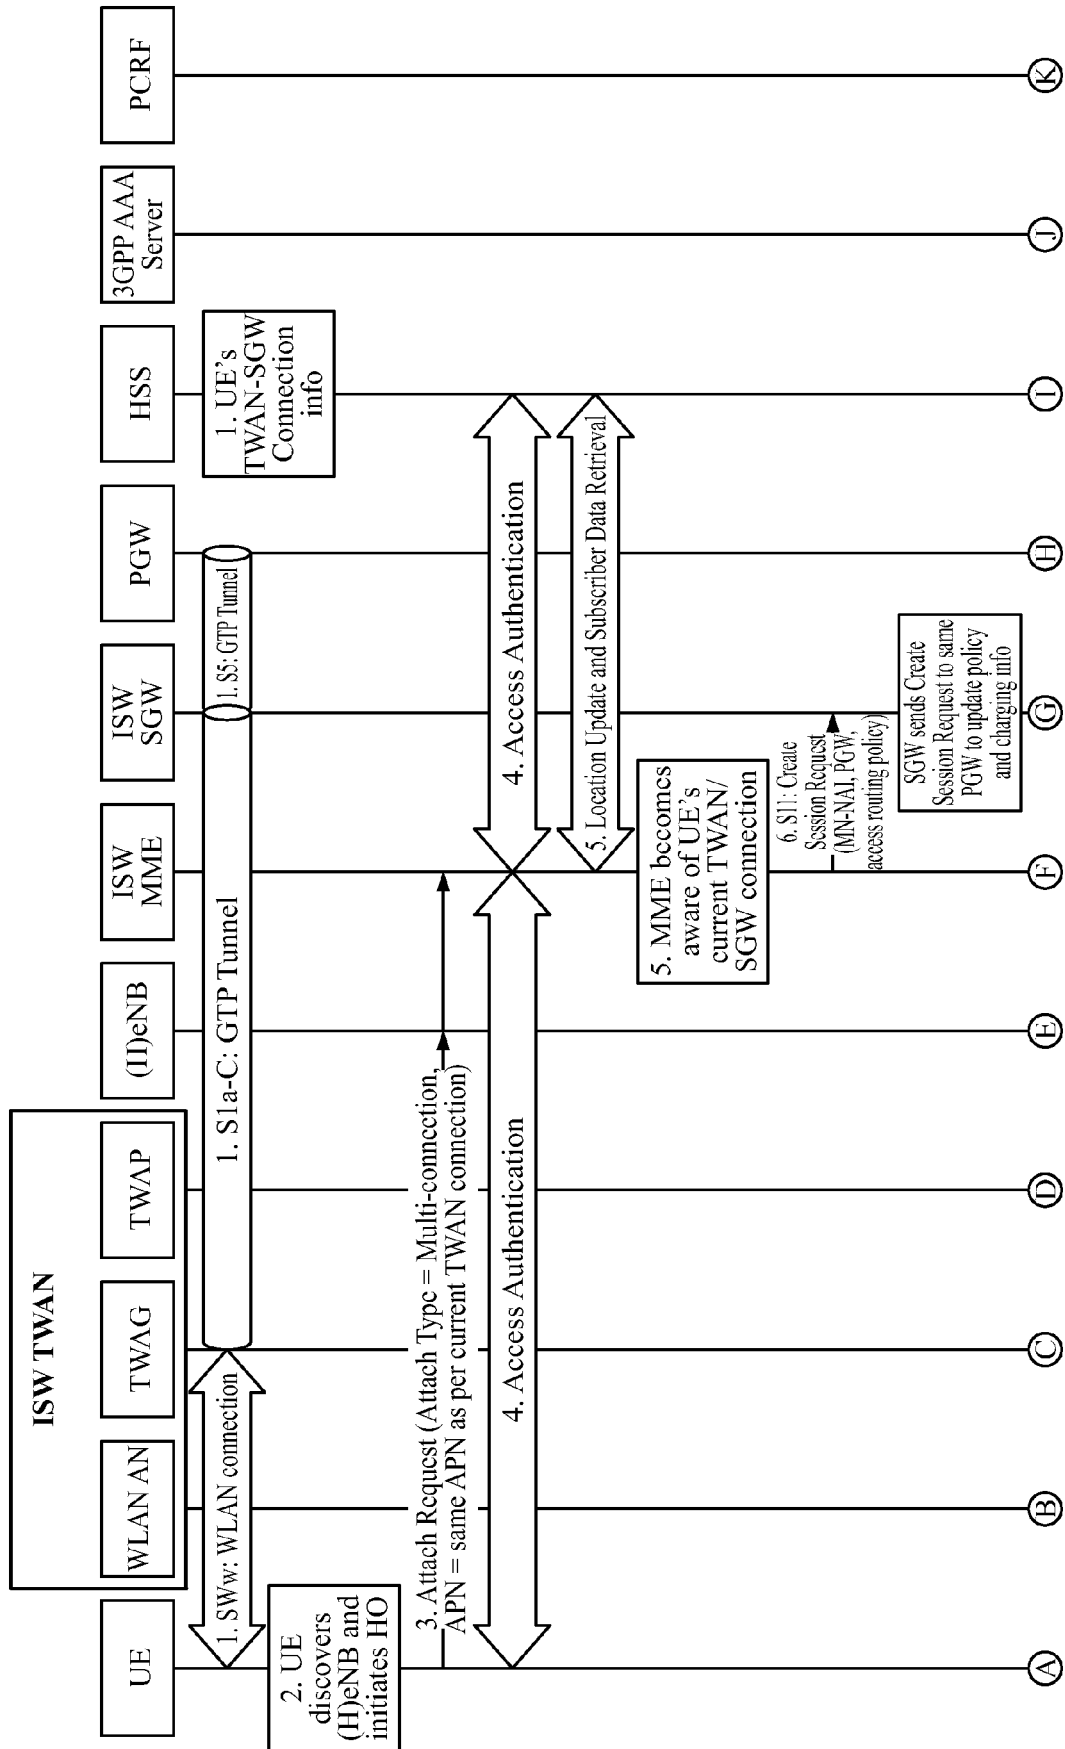 ISW TWAN
UE
WLAN AN
TWAG
TWAP
(II)eNB
ISW
MME
ISW
SGW
PGW
HSS
3GPP AAA
Server
PCRF
1. SWw: WLAN connection
1. S1a-C: GTP Tunnel
1. S5: GTP Tunnel
1. UE's
TWAN-SGW
Connection
info
2. UE
discovers
(H)eNB and
initiates HO
3. Attach Request (Attach Type = Multi-connection,
APN = same APN as per current TWAN connection)
4. Access Authentication
4. Access Authentication
5. Location Update and Subscriber Data Retrieval
5. MME becomes
aware of UE's
current TWAN/
SGW connection
6. S11: Create
Session Request
(MN-NAI, PGW,
access routing policy)
SGW sends Create
Session Request to same
PGW to update policy
and charging info
A
B
C
D
E
F
G
H
I
J
K